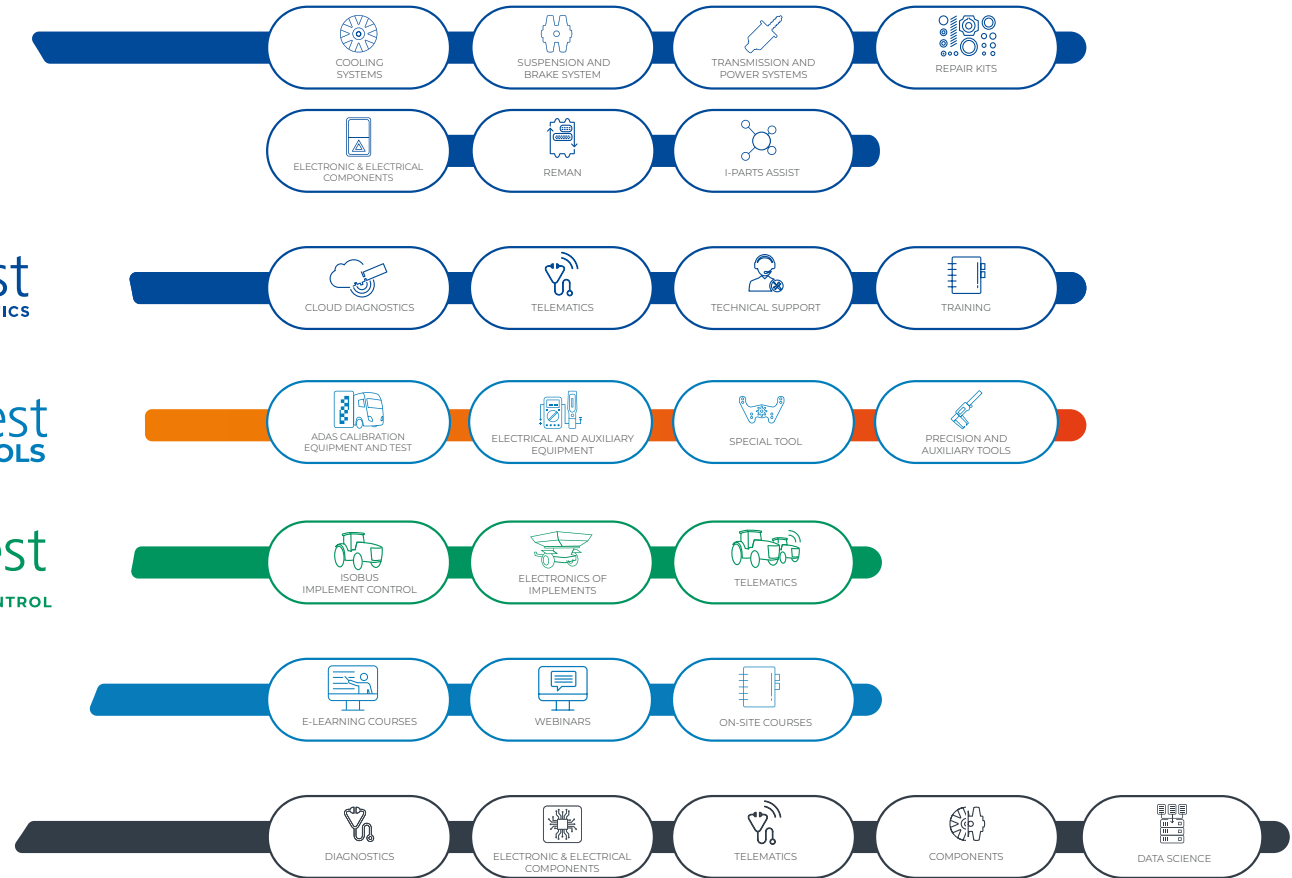 COOLING
SYSTEMS
SUSPENSION AND
BRAKE SYSTEM
TRANSMISSION AND
POWER SYSTEMS
REPAIR KITS
ELECTRONIC & ELECTRICAL
COMPONENTS
REMAN
I-PARTS ASSIST
st
TICS
CLOUD DIAGNOSTICS
TELEMATICS
TECHNICAL SUPPORT
TRAINING
est
OLS
ADAS CALIBRATION
EQUIPMENT AND TEST
ELECTRICAL AND AUXILIARY
EQUIPMENT
SPECIAL TOOL
PRECISION AND
AUXILIARY TOOLS
est
NTROL
ISOBUS
IMPLEMENT CONTROL
ELECTRONICS OF
IMPLEMENTS
TELEMATICS
E-LEARNING COURSES
WEBINARS
ON-SITE COURSES
DIAGNOSTICS
ELECTRONIC & ELECTRICAL
COMPONENTS
TELEMATICS
COMPONENTS
DATA SCIENCE